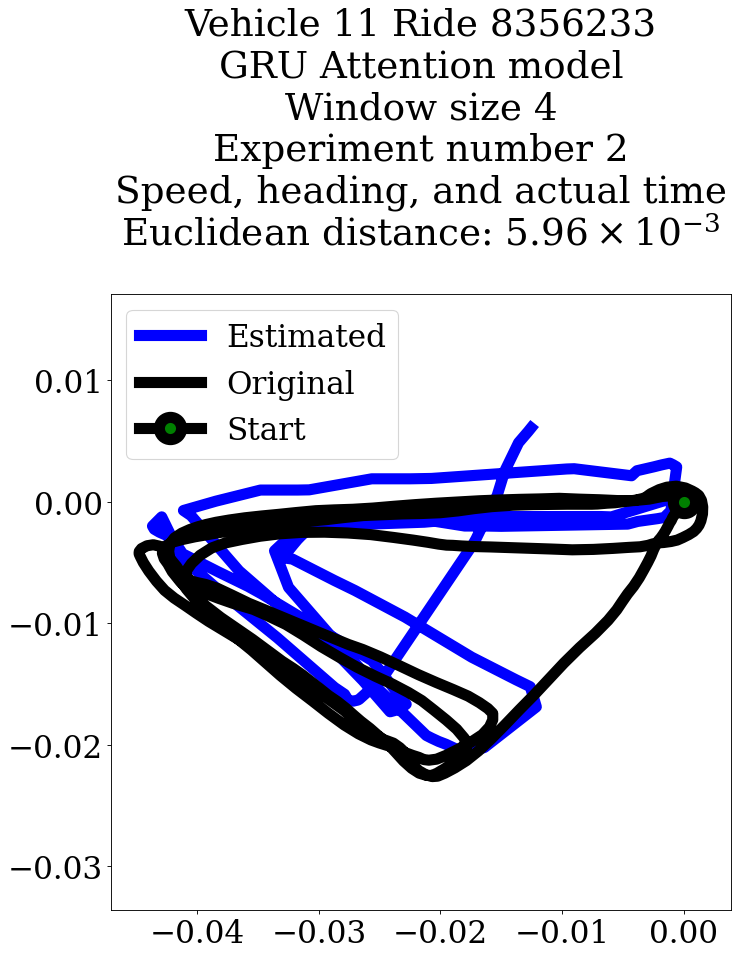 Vehicle 11 Ride 8356233
GRU Attention model
Window size 4
Experiment number 2
Speed, heading, and actual time
Euclidean distance: 5.96 × 10⁻³
Estimated
Original
Start
0.01
0.00
−0.01
−0.02
−0.03
−0.04 −0.03 −0.02 −0.01 0.00